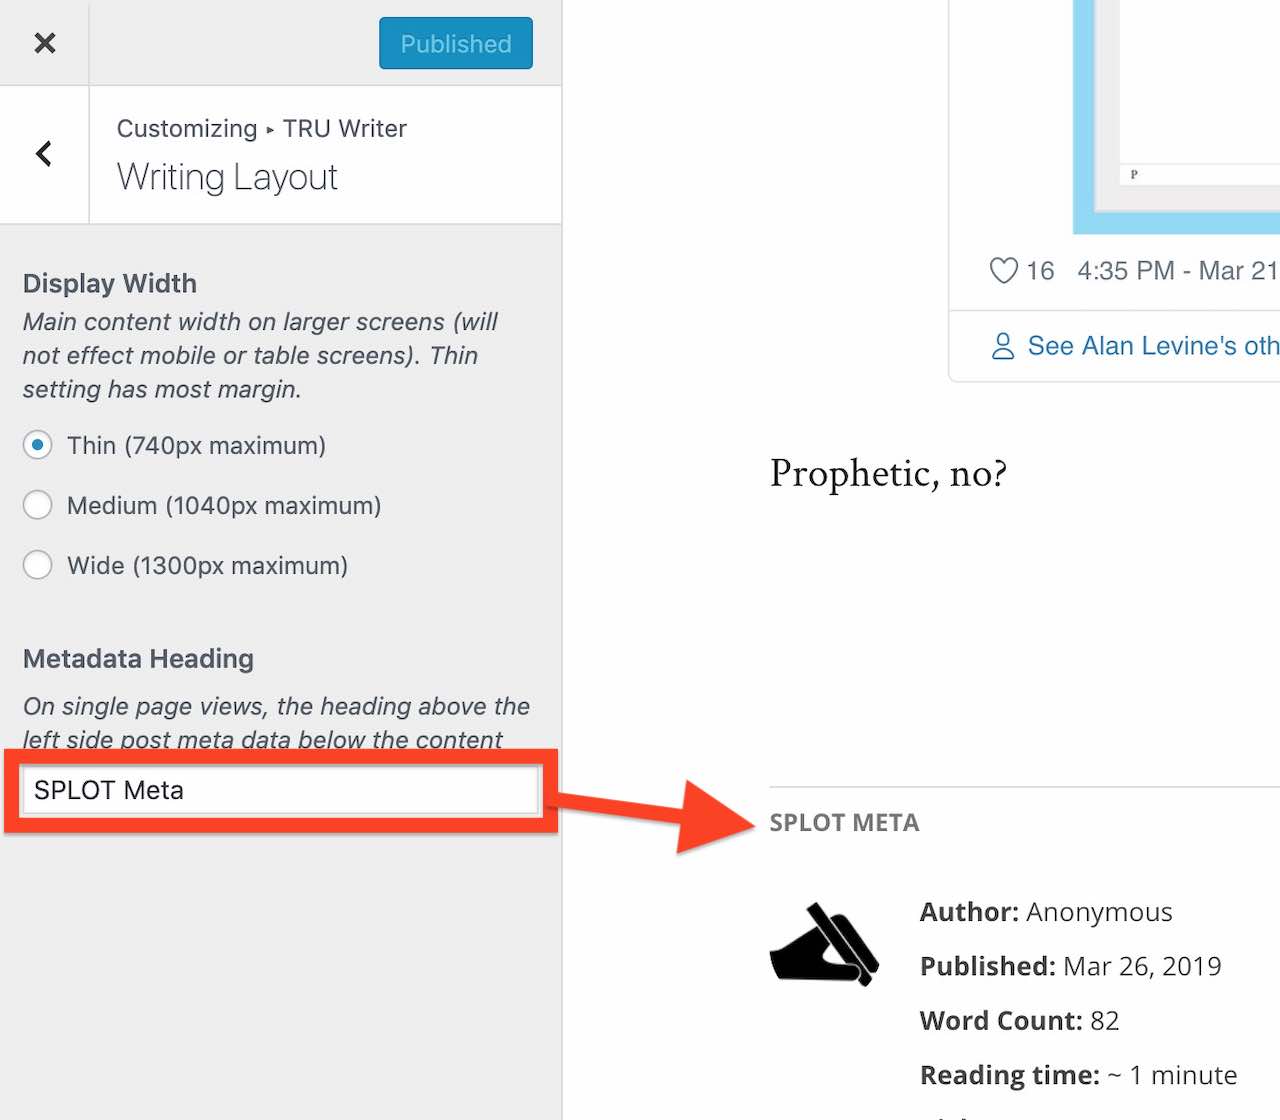 Published
Customizing ▸ TRU Writer
Writing Layout
Display Width
Main content width on larger screens (will
not effect mobile or table screens). Thin
setting has most margin.
Thin (740px maximum)
Medium (1040px maximum)
Wide (1300px maximum)
Metadata Heading
On single page views, the heading above the
left side post meta data below the content
SPLOT Meta
P
16 4:35 PM - Mar 21
See Alan Levine's oth
Prophetic, no?
SPLOT META
Author: Anonymous
Published: Mar 26, 2019
Word Count: 82
Reading time: ~ 1 minute